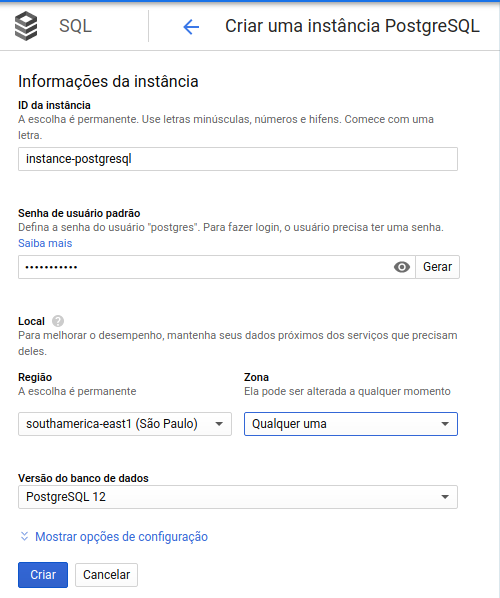 SQL
Criar uma instância PostgreSQL
Informações da instância
ID da instância
A escolha é permanente. Use letras minúsculas, números e hifens. Comece com uma
letra.
instance-postgresql
Senha de usuário padrão
Defina a senha do usuário "postgres". Para fazer login, o usuário precisa ter uma senha.
Saiba mais
•••••••••••
Gerar
Local ?
Para melhorar o desempenho, mantenha seus dados próximos dos serviços que precisam
deles.
Região
A escolha é permanente
southamerica-east1 (São Paulo)
Zona
Ela pode ser alterada a qualquer momento
Qualquer uma
Versão do banco de dados
PostgreSQL 12
Mostrar opções de configuração
Criar
Cancelar